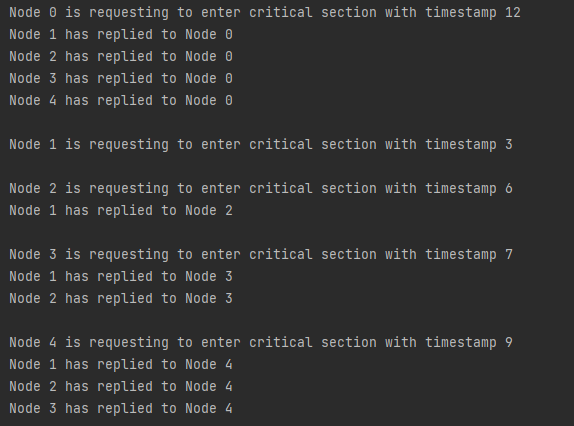 Node 0 is requesting to enter critical section with timestamp 12
Node 1 has replied to Node 0
Node 2 has replied to Node 0
Node 3 has replied to Node 0
Node 4 has replied to Node 0
Node 1 is requesting to enter critical section with timestamp 3
Node 2 is requesting to enter critical section with timestamp 6
Node 1 has replied to Node 2
Node 3 is requesting to enter critical section with timestamp 7
Node 1 has replied to Node 3
Node 2 has replied to Node 3
Node 4 is requesting to enter critical section with timestamp 9
Node 1 has replied to Node 4
Node 2 has replied to Node 4
Node 3 has replied to Node 4